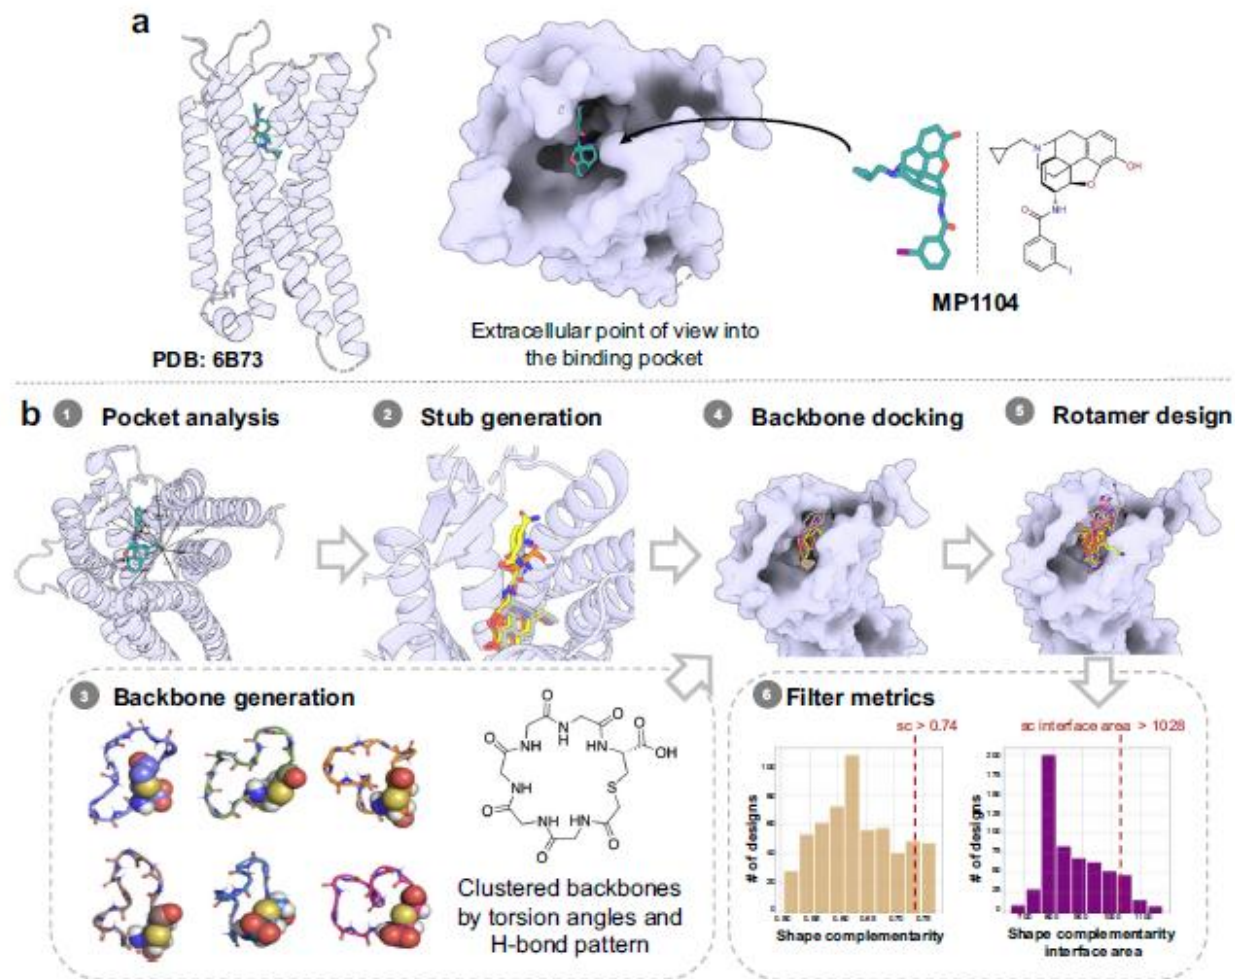 a
PDB: 6B73
Extracellular point of view into
the binding pocket
N
OH
O
O
NH
I
MP1104
b
1 Pocket analysis
2 Stub generation
4 Backbone docking
5 Rotamer design
3 Backbone generation
O
O
O
O
O
O
O
NH
N
H
HN
OH
NH
NH
HN
S
Clustered backbones
by torsion angles and
H-bond pattern
6 Filter metrics
sc > 0.74
# of designs
Shape complementarity
sc interface area > 1028
# of designs
Shape complementarity
interface area